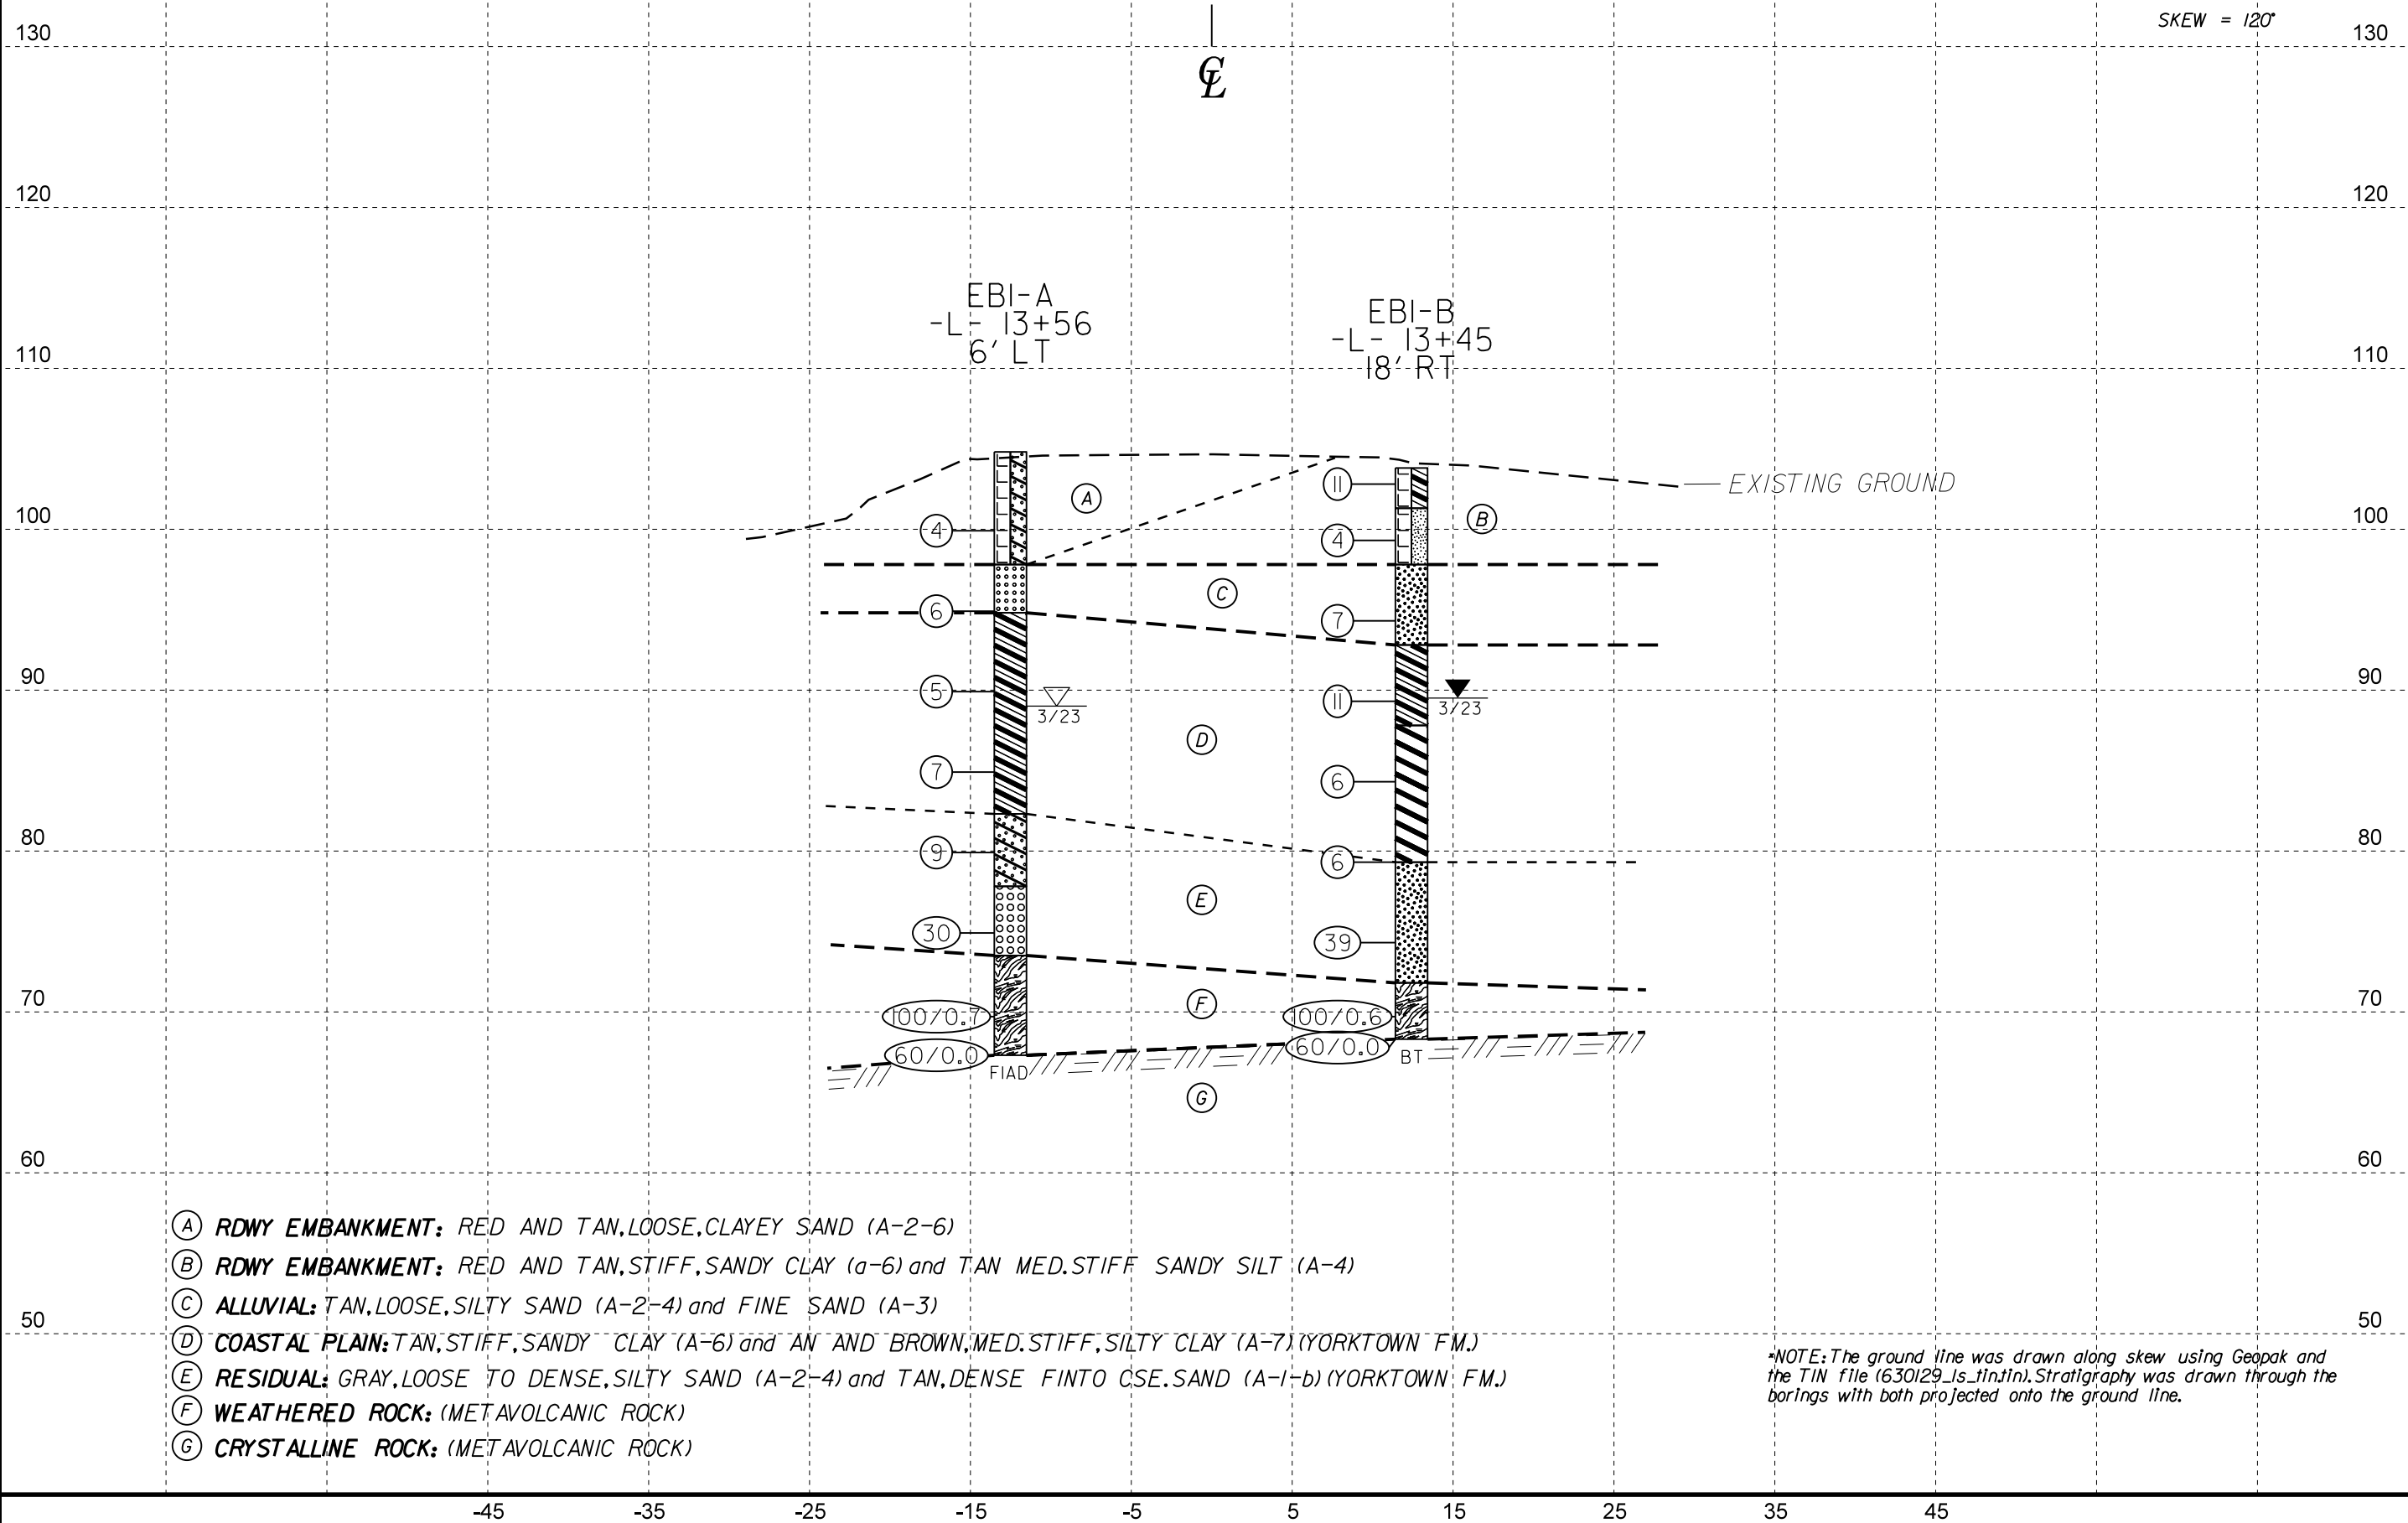 SKEW = 120°
130 130
℄
120 120
EB1-A
-L- 13+56
6' LT
EB1-B
-L- 13+45
18' RT
110 110
EXISTING GROUND
A
11
B
100 100
4
4
C
6
7
90 90
5
3/23
11
3/23
D
7
6
80 80
9
6
E
30
39
70 70
F
100/0.7
100/0.6
60/0.0
60/0.0
FIAD
BT
G
60 60
A RDWY EMBANKMENT: RED AND TAN, LOOSE, CLAYEY SAND (A-2-6)
B RDWY EMBANKMENT: RED AND TAN, STIFF, SANDY CLAY (a-6) and TAN MED. STIFF SANDY SILT (A-4)
C ALLUVIAL: TAN, LOOSE, SILTY SAND (A-2-4) and FINE SAND (A-3)
50 50
D COASTAL PLAIN: TAN, STIFF, SANDY CLAY (A-6) and AN AND BROWN, MED. STIFF, SILTY CLAY (A-7) (YORKTOWN FM.)
E RESIDUAL: GRAY, LOOSE TO DENSE, SILTY SAND (A-2-4) and TAN, DENSE FINTO CSE. SAND (A-1-b) (YORKTOWN FM.)
F WEATHERED ROCK: (METAVOLCANIC ROCK)
G CRYSTALLINE ROCK: (METAVOLCANIC ROCK)
*NOTE: The ground line was drawn along skew using Geopak and
the TIN file (630129_ls_tin.tin). Stratigraphy was drawn through the
borings with both projected onto the ground line.
-45 -35 -25 -15 -5 5 15 25 35 45